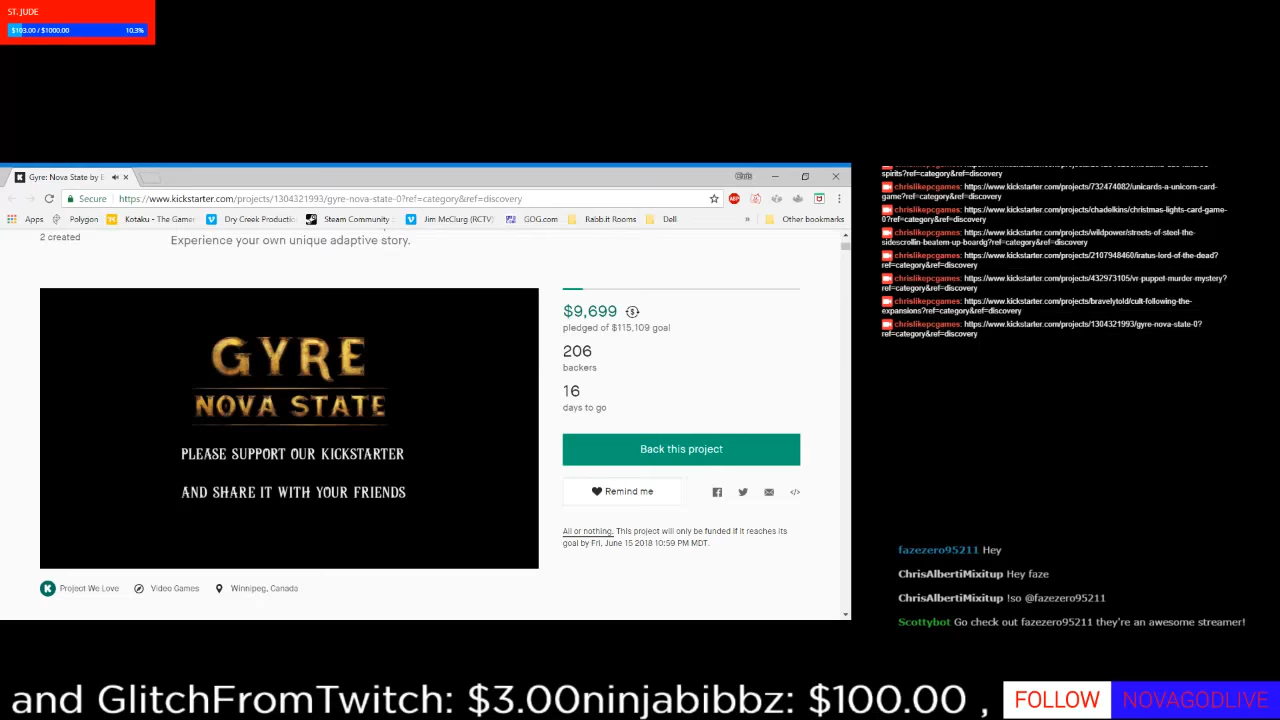 ST. JUDE
$103.00 / $1000.00 10.3%
Gyre: Nova State by E
Chris
Secure https://www.kickstarter.com/projects/1304321993/gyre-nova-state-0?ref=category&ref=discovery
Apps Polygon Kotaku - The Game Dry Creek Production Steam Community Jim McClurg (RCTV) GOG.com Rabb.it Rooms Dell » Other bookmarks
2 created
Experience your own unique adaptive story.
GYRE
NOVA STATE
PLEASE SUPPORT OUR KICKSTARTER
AND SHARE IT WITH YOUR FRIENDS
$9,699
pledged of $115,109 goal
206
backers
16
days to go
Back this project
Remind me
All or nothing. This project will only be funded if it reaches its
goal by Fri, June 15 2018 10:59 PM MDT.
Project We Love Video Games Winnipeg, Canada
spirits?ref=category&ref=discovery
chrislikepcgames: https://www.kickstarter.com/projects/732474082/unicards-a-unicorn-card-
game?ref=category&ref=discovery
chrislikepcgames: https://www.kickstarter.com/projects/chadelkins/christmas-lights-card-game-
0?ref=category&ref=discovery
chrislikepcgames: https://www.kickstarter.com/projects/wildpower/streets-of-steel-the-
sidescrollin-beatem-up-boardg?ref=category&ref=discovery
chrislikepcgames: https://www.kickstarter.com/projects/2107948460/iratus-lord-of-the-dead?
ref=category&ref=discovery
chrislikepcgames: https://www.kickstarter.com/projects/432973105/vr-puppet-murder-mystery?
ref=category&ref=discovery
chrislikepcgames: https://www.kickstarter.com/projects/bravelytold/cult-following-the-
expansions?ref=category&ref=discovery
chrislikepcgames: https://www.kickstarter.com/projects/1304321993/gyre-nova-state-0?
ref=category&ref=discovery
fazezero95211 Hey
ChrisAlbertiMixitup Hey faze
ChrisAlbertiMixitup !so @fazezero95211
Scottybot Go check out fazezero95211 they're an awesome streamer!
and GlitchFromTwitch: $3.00ninjabibbz: $100.00 ,
FOLLOW NOVAGODLIVE